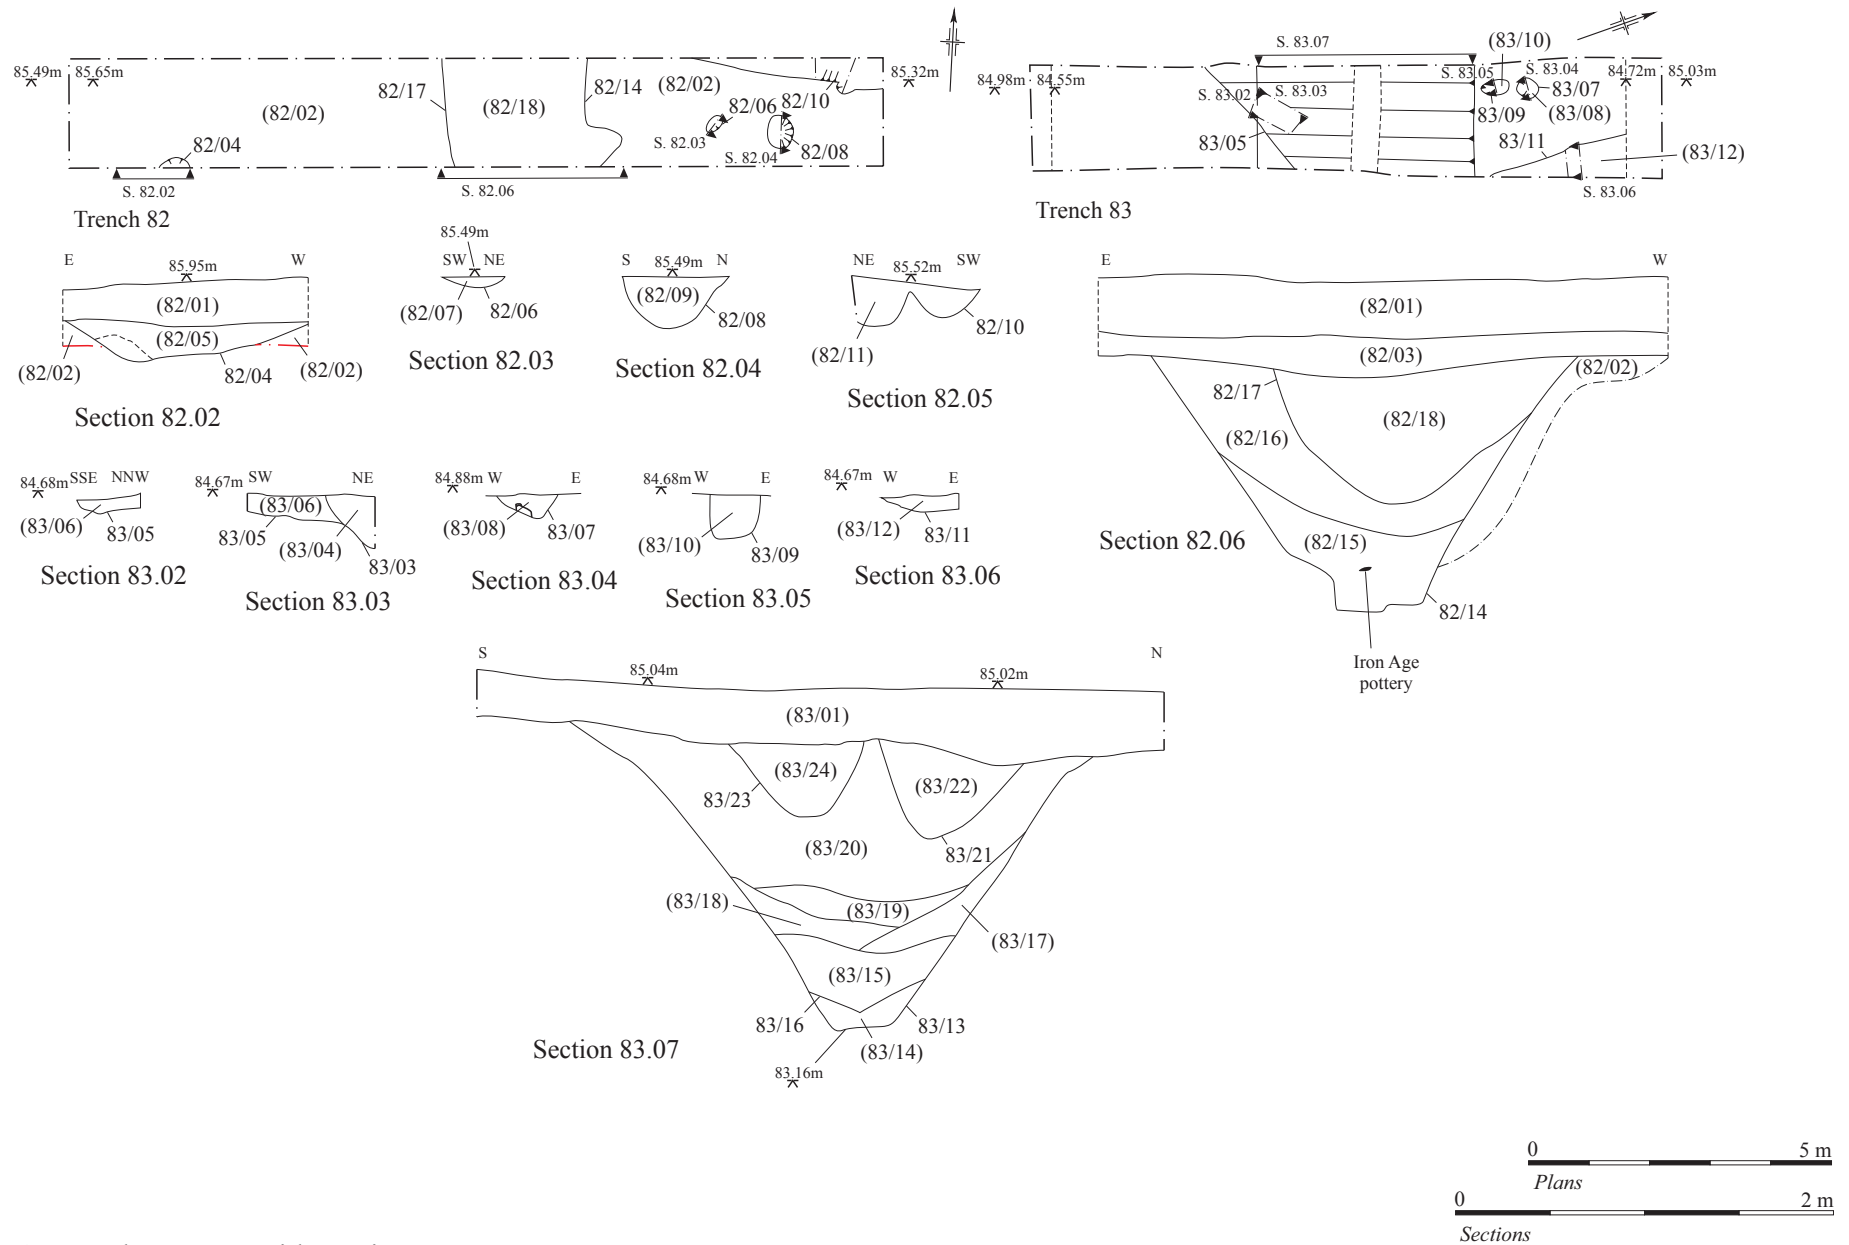 85.49m
85.65m
82/17
(82/02)
(82/18)
82/14
(82/02)
82/06
82/10
85.32m
82/04
S. 82.03
S. 82.04
82/08
S. 82.02
S. 82.06
Trench 82
S. 83.07
(83/10)
84.98m
84.55m
S. 83.05
S. 83.04
84.72m
85.03m
S. 83.02
S. 83.03
83/07
83/09
(83/08)
83/05
83/11
(83/12)
S. 83.06
Trench 83
E
W
85.95m
(82/01)
(82/05)
(82/02)
82/04
(82/02)
Section 82.02
85.49m
SW
NE
(82/07)
82/06
Section 82.03
S
N
85.49m
(82/09)
82/08
Section 82.04
NE
SW
85.52m
82/10
(82/11)
Section 82.05
E
W
(82/01)
(82/03)
(82/02)
82/17
(82/18)
(82/16)
(82/15)
82/14
Section 82.06
Iron Age
pottery
84.68m
SSE
NNW
(83/06)
83/05
Section 83.02
84.67m
SW
NE
(83/06)
83/05
(83/04)
83/03
Section 83.03
84.88m
W
E
(83/08)
83/07
Section 83.04
84.68m
W
E
(83/10)
83/09
Section 83.05
84.67m
W
E
(83/12)
83/11
Section 83.06
S
N
85.04m
85.02m
(83/01)
(83/24)
(83/22)
83/23
(83/20)
83/21
(83/18)
(83/19)
(83/17)
(83/15)
83/16
83/13
(83/14)
Section 83.07
83.16m
0
5 m
Plans
0
2 m
Sections